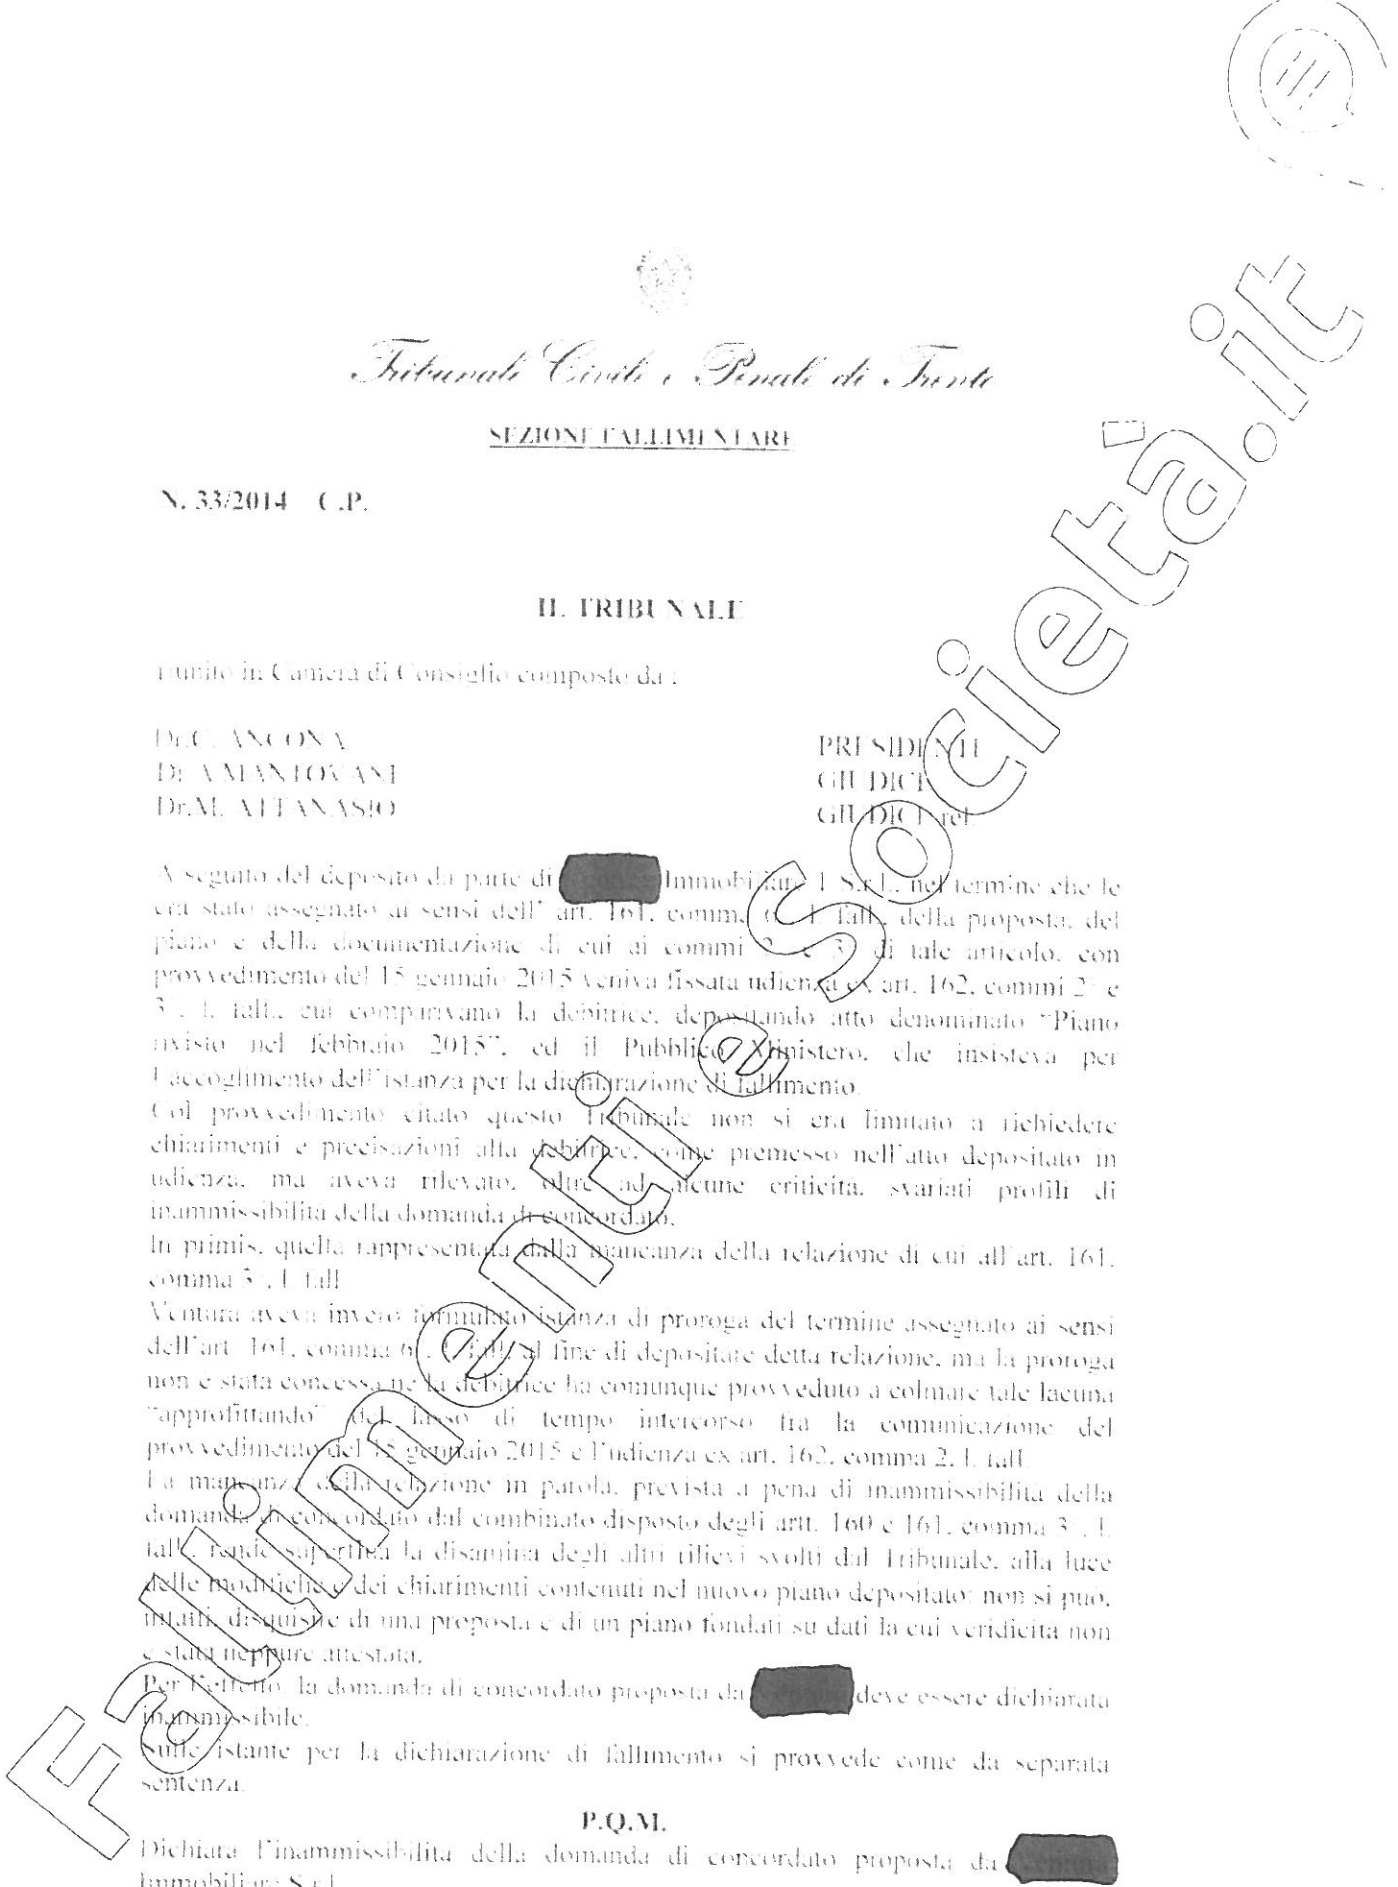 Tribunale Civile e Penale di Trento
SEZIONE FALLIMENTARE
N. 33/2014 C.P.
IL TRIBUNALE
riunito in Camera di Consiglio composto da :
Dr.C. ANCONA PRESIDENTE
Dr A MANTOVANI GIUDICE
Dr.M. ATTANASIO GIUDICE rel.
A seguito del deposito da parte di Immobiliare 1 S.r.l., nel termine che le
era stato assegnato ai sensi dell' art. 161, comma 6°, l. fall., della proposta, del
piano e della documentazione di cui ai commi 2° e 3° di tale articolo, con
provvedimento del 15 gennaio 2015 veniva fissata udienza ex art. 162, commi 2° e
3°, l. fall., cui comparivano la debitrice, depositando atto denominato "Piano
rivisto nel febbraio 2015", ed il Pubblico Ministero, che insisteva per
l'accoglimento dell'istanza per la dichiarazione di fallimento.
Col provvedimento citato questo Tribunale non si era limitato a richiedere
chiarimenti e precisazioni alla debitrice, come premesso nell'atto depositato in
udienza, ma aveva rilevato, oltre ad alcune criticità, svariati profili di
inammissibilità della domanda di concordato.
In primis, quella rappresentata dalla mancanza della relazione di cui all'art. 161,
comma 3°, l. fall.
Ventura aveva invero formulato istanza di proroga del termine assegnato ai sensi
dell'art. 161, comma 6°, l. fall. al fine di depositare detta relazione, ma la proroga
non è stata concessa né la debitrice ha comunque provveduto a colmare tale lacuna
"approfittando" del lasso di tempo intercorso fra la comunicazione del
provvedimento del 15 gennaio 2015 e l'udienza ex art. 162, comma 2, l. fall.
La mancanza della relazione in parola, prevista a pena di inammissibilità della
domanda di concordato dal combinato disposto degli artt. 160 e 161, comma 3°, l.
fall., rende superflua la disamina degli altri rilievi svolti dal Tribunale, alla luce
delle modifiche e dei chiarimenti contenuti nel nuovo piano depositato: non si può,
infatti, disquisire di una proposta e di un piano fondati su dati la cui veridicità non
è stata neppure attestata.
Per l'effetto, la domanda di concordato proposta da deve essere dichiarata
inammissibile.
Sulle istante per la dichiarazione di fallimento si provvede come da separata
sentenza.
P.Q.M.
Dichiara l'inammissibilità della domanda di concordato proposta da
Immobiliare S.r.l.
Fallimenti e Società.it